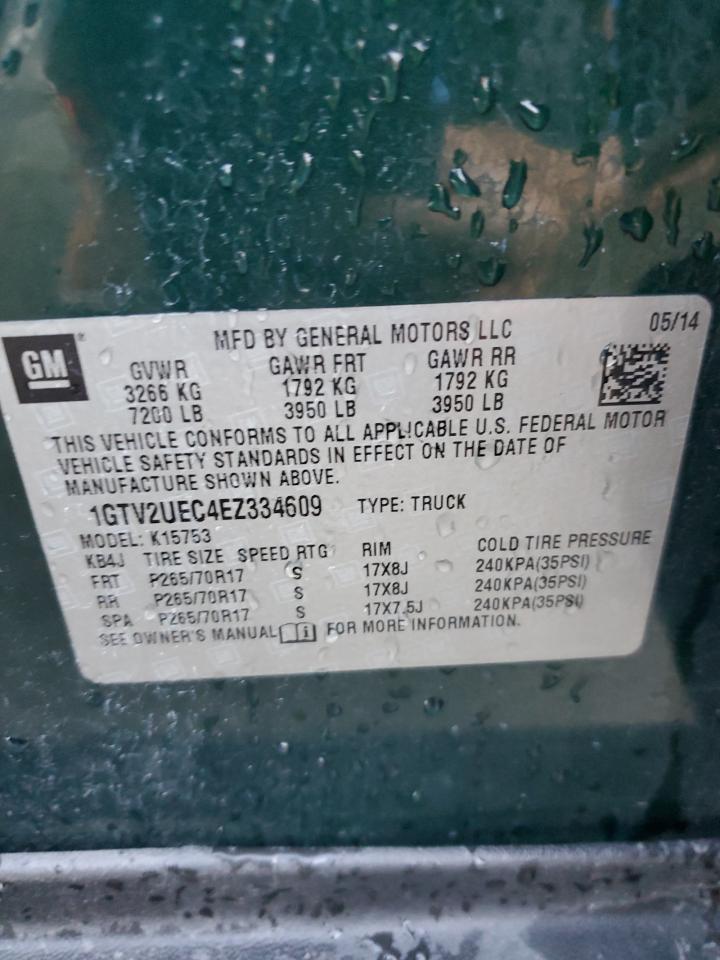 GM ®
MFD BY GENERAL MOTORS LLC 05/14
GVWR GAWR FRT GAWR RR
3266 KG 1792 KG 1792 KG
7200 LB 3950 LB 3950 LB
THIS VEHICLE CONFORMS TO ALL APPLICABLE U.S. FEDERAL MOTOR
VEHICLE SAFETY STANDARDS IN EFFECT ON THE DATE OF
MANUFACTURE SHOWN ABOVE.
1GTV2UEC4EZ334609 TYPE: TRUCK
MODEL: K15753
KB4J TIRE SIZE SPEED RTG RIM COLD TIRE PRESSURE
FRT P265/70R17 S 17X8J 240KPA(35PSI)
RR P265/70R17 S 17X8J 240KPA(35PSI)
SPA P265/70R17 S 17X7.5J 240KPA(35PSI)
SEE OWNER'S MANUAL FOR MORE INFORMATION.